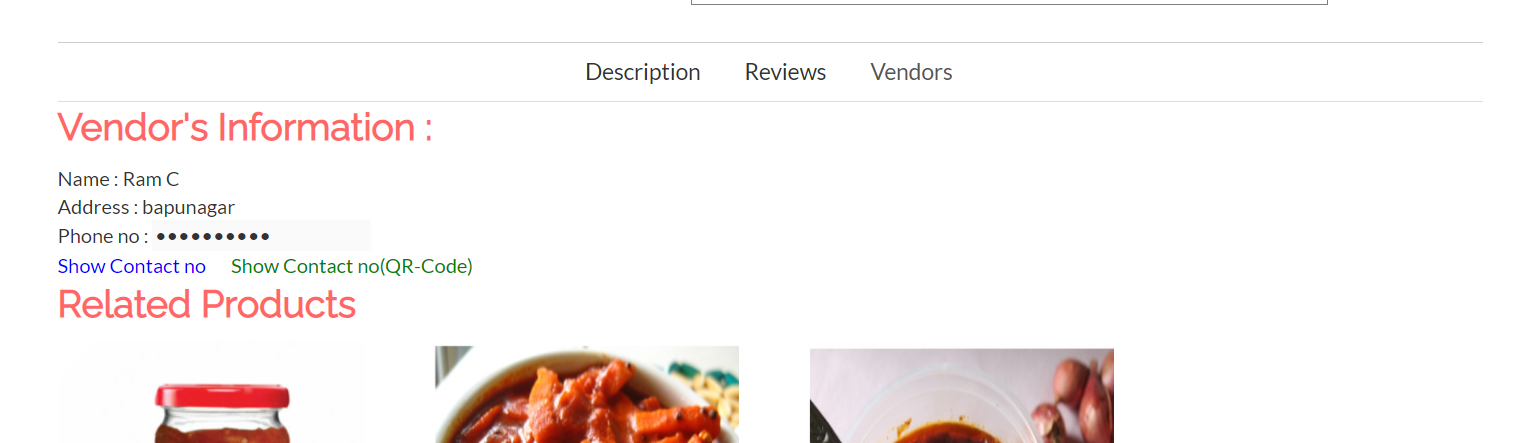 Description Reviews Vendors
Vendor's Information :
Name : Ram C
Address : bapunagar
Phone no : ••••••••••
Show Contact no Show Contact no(QR-Code)
Related Products